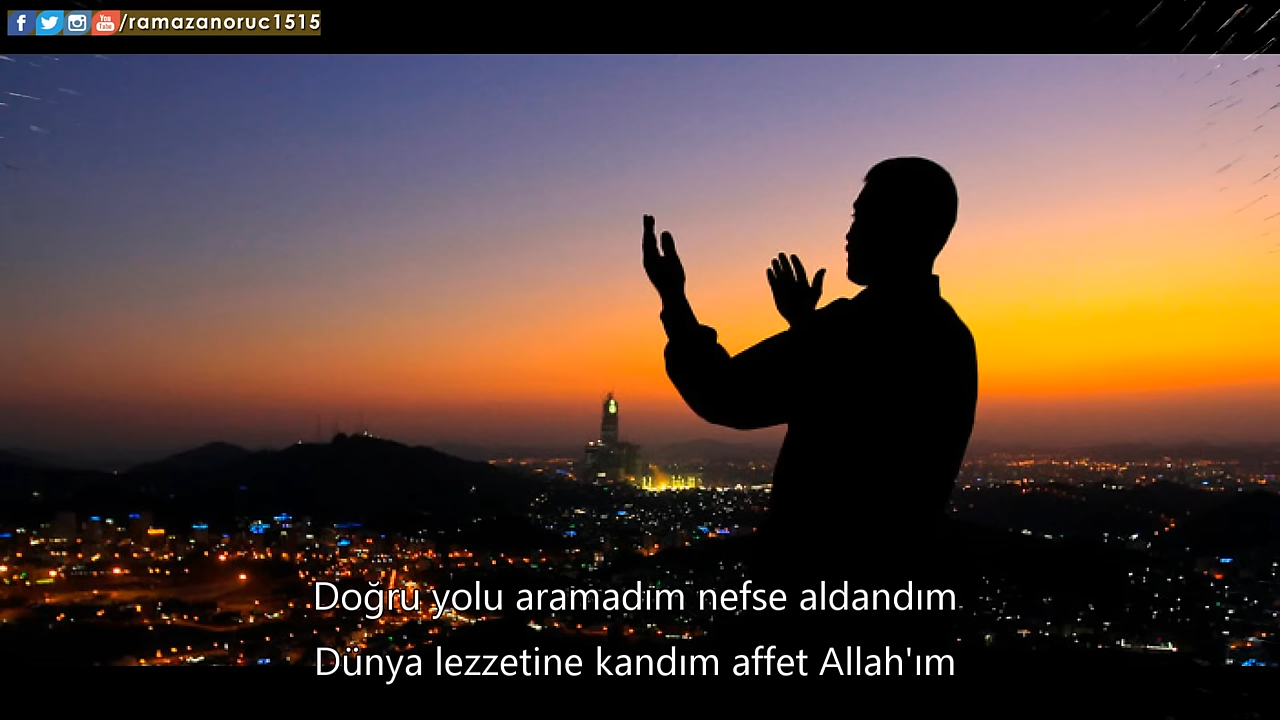 /ramazanoruc1515
Doğru yolu aramadım nefse aldandım
Dünya lezzetine kandım affet Allah'ım